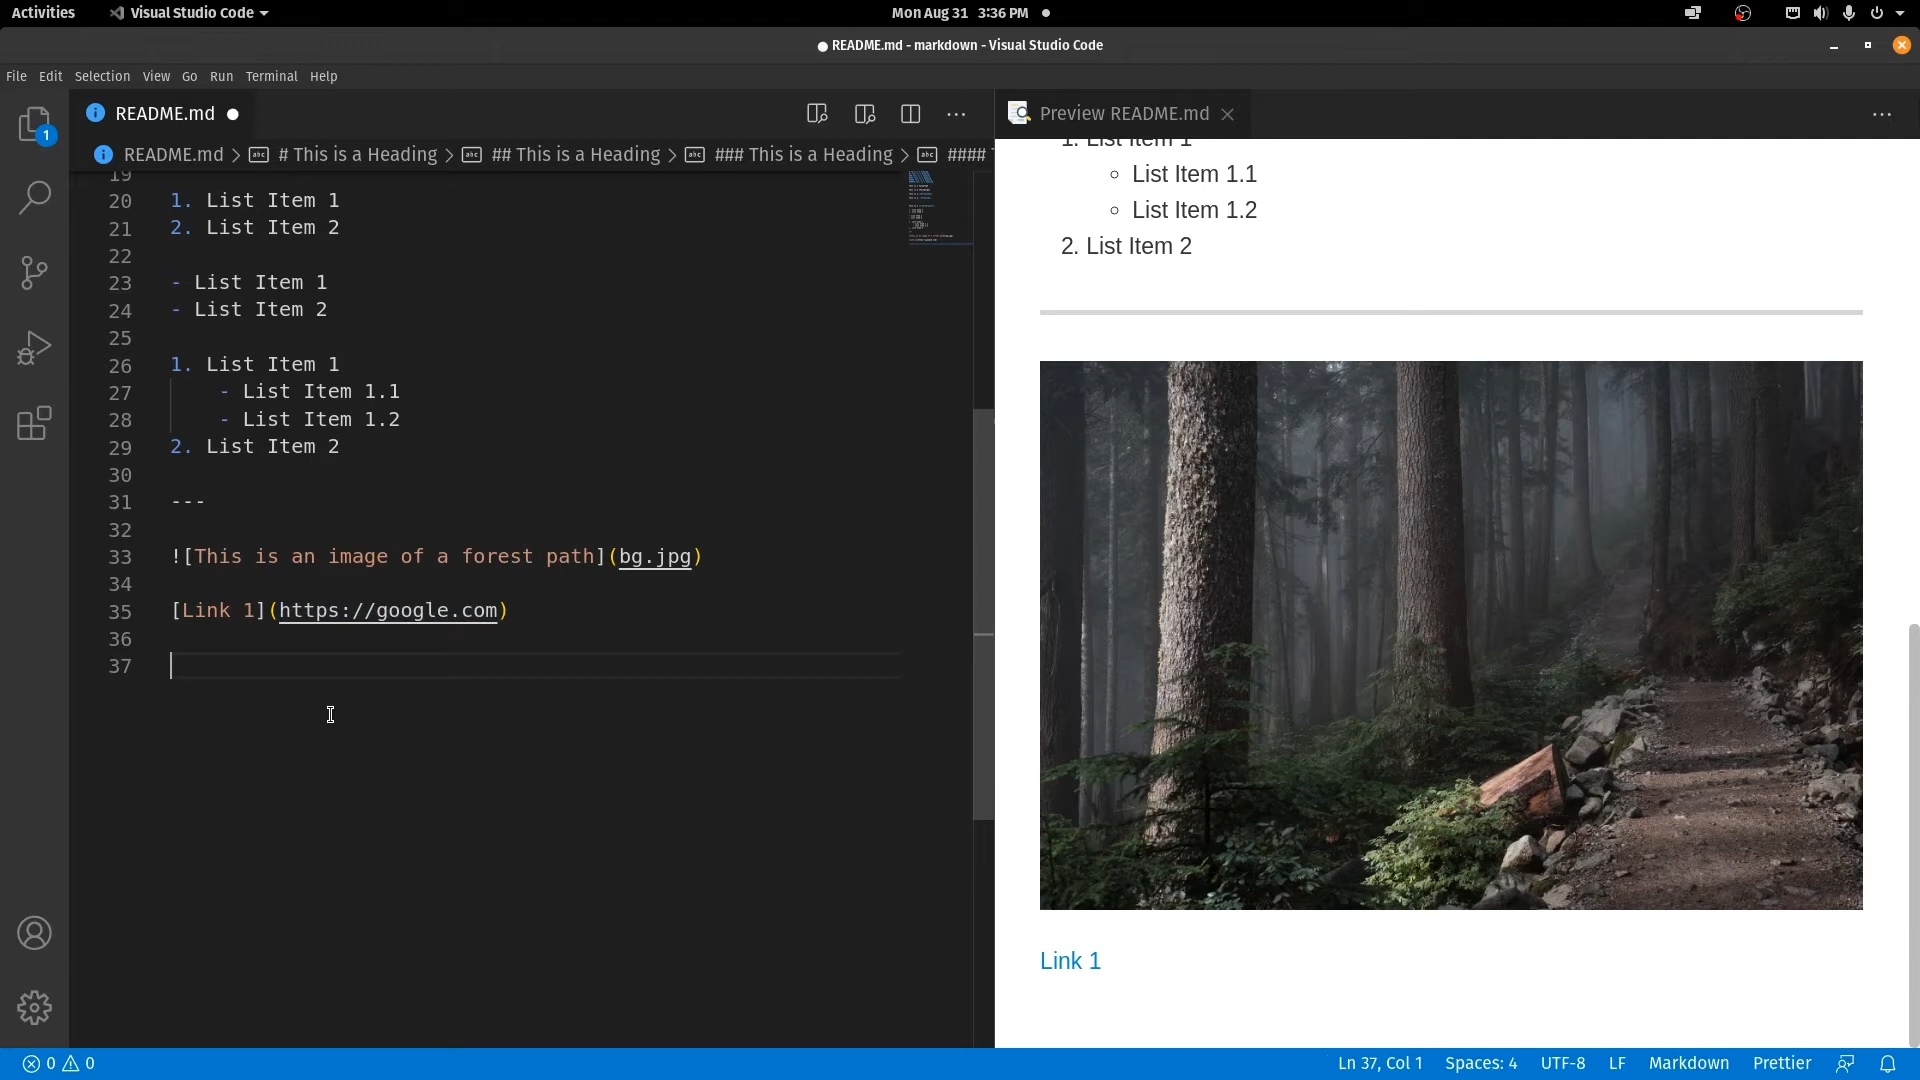 Activities Visual Studio Code Mon Aug 31 3:36 PM
README.md - markdown - Visual Studio Code
File Edit Selection View Go Run Terminal Help
1
README.md
README.md > # This is a Heading > ## This is a Heading > ### This is a Heading > ####
19
20 1. List Item 1
21 2. List Item 2
22
23 - List Item 1
24 - List Item 2
25
26 1. List Item 1
27 - List Item 1.1
28 - List Item 1.2
29 2. List Item 2
30
31 ---
32
33 ![This is an image of a forest path](bg.jpg)
34
35 [Link 1](https://google.com)
36
37
Preview README.md
1. List Item 1
List Item 1.1
List Item 1.2
2. List Item 2
Link 1
0 0 Ln 37, Col 1 Spaces: 4 UTF-8 LF Markdown Prettier